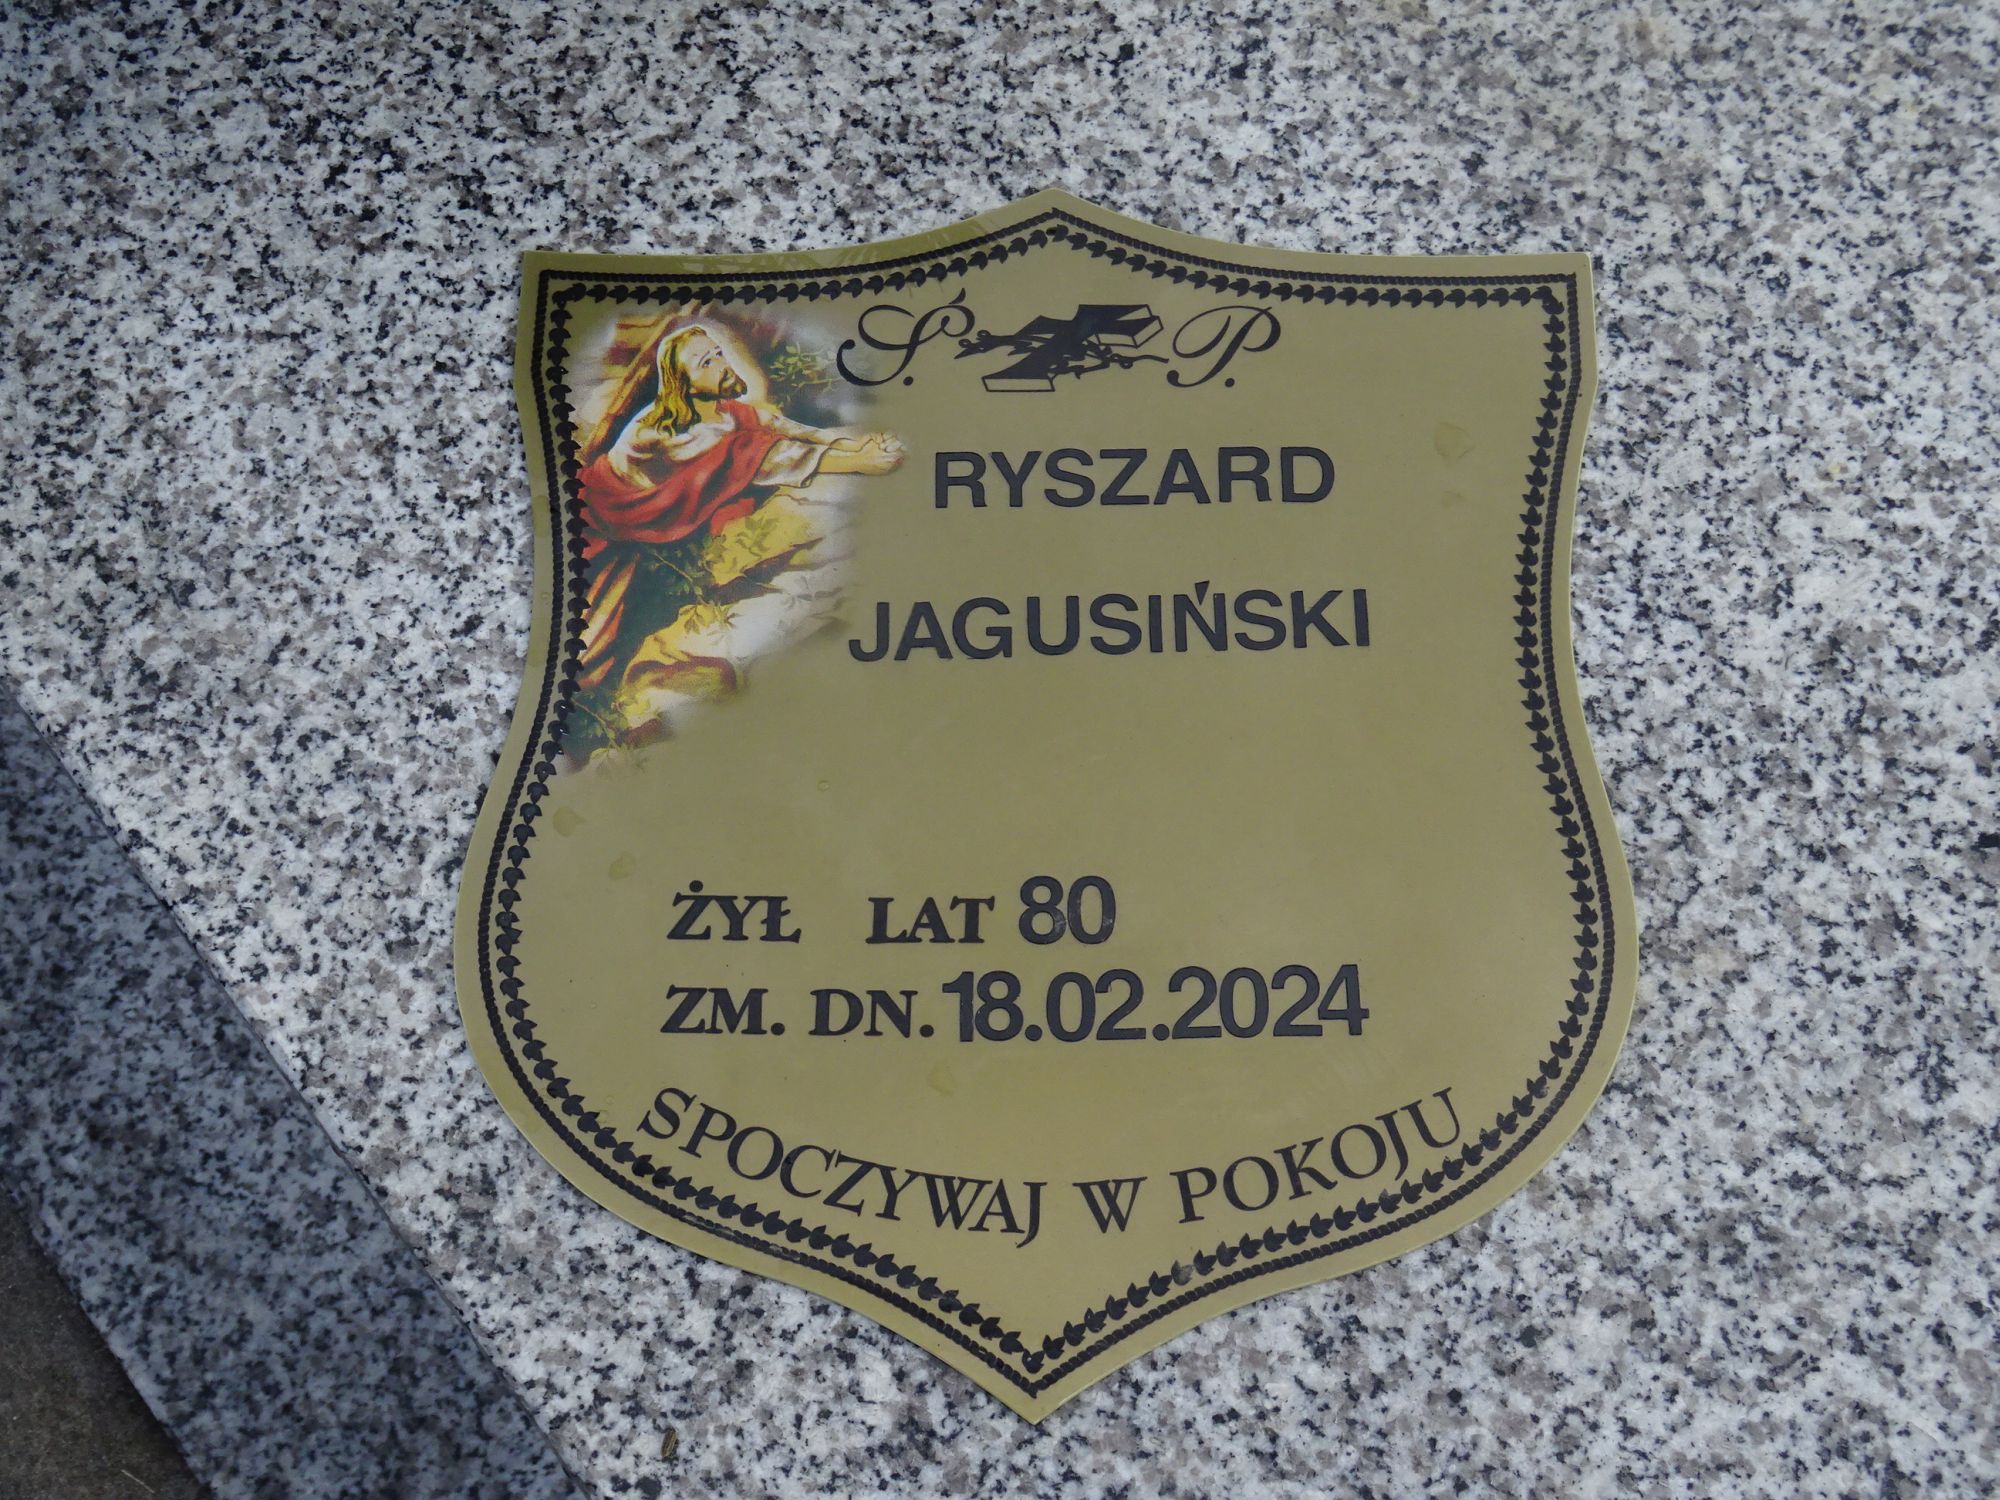 Ś. P.
RYSZARD
JAGUSIŃSKI
ŻYŁ LAT 80
ZM. DN. 18.02.2024
SPOCZYWAJ W POKOJU